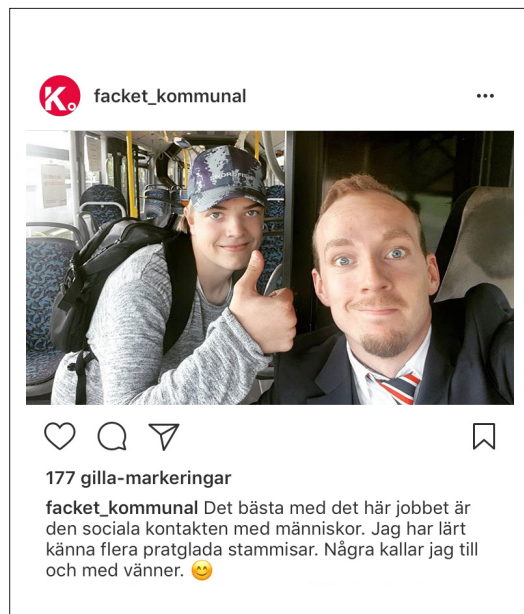 K.
facket_kommunal
177 gilla-markeringar
facket_kommunal Det bästa med det här jobbet är
den sociala kontakten med människor. Jag har lärt
känna flera pratglada stammisar. Några kallar jag till
och med vänner. 😊